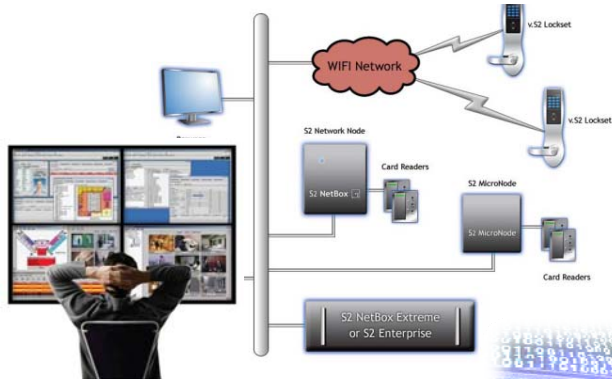 v.S2 Lockset
WIFI Network
v.S2 Lockset
S2 Network Node
Card Readers
S2 NetBox
S2 MicroNode
S2 MicroNode
Card Readers
S2 NetBox Extreme
or S2 Enterprise